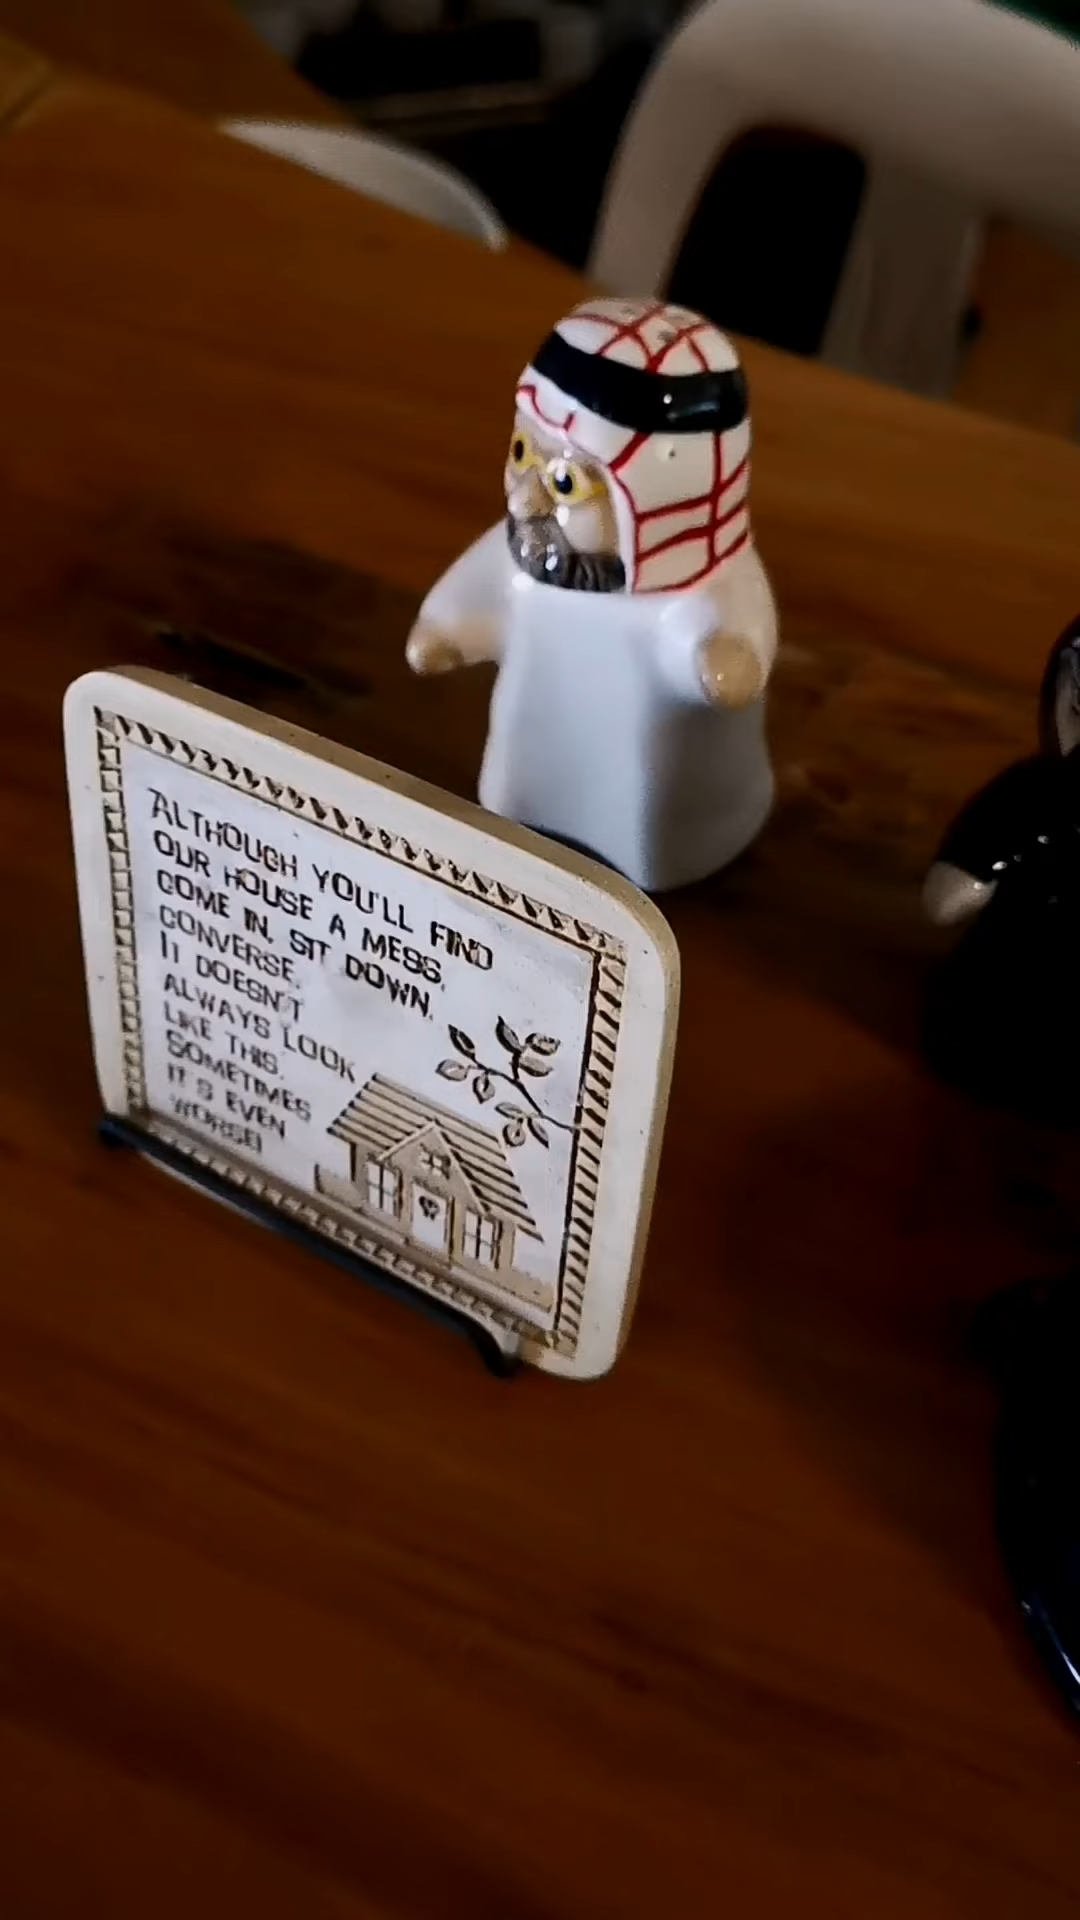 ALTHOUGH YOU'LL FIND
OUR HOUSE A MESS,
COME IN, SIT DOWN,
CONVERSE.
IT DOESN'T
ALWAYS LOOK
LIKE THIS.
SOMETIMES
IT'S EVEN
WORSE!